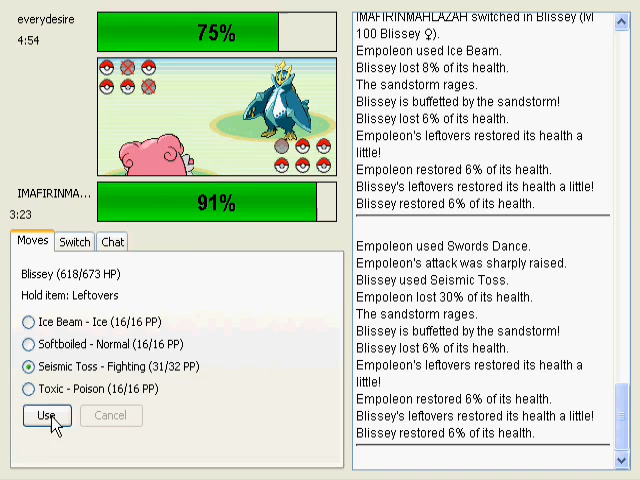 everydesire
4:54
75%
IMAFIRINMA...
3:23
91%
Moves
Switch
Chat
Blissey (618/673 HP)
Hold item: Leftovers
Ice Beam - Ice (16/16 PP)
Softboiled - Normal (16/16 PP)
Seismic Toss - Fighting (31/32 PP)
Toxic - Poison (16/16 PP)
Use
Cancel
IMAFIRINMAHLAZAH switched in Blissey (lvl
100 Blissey ♀).
Empoleon used Ice Beam.
Blissey lost 8% of its health.
The sandstorm rages.
Blissey is buffetted by the sandstorm!
Blissey lost 6% of its health.
Empoleon's leftovers restored its health a
little!
Empoleon restored 6% of its health.
Blissey's leftovers restored its health a little!
Blissey restored 6% of its health.
Empoleon used Swords Dance.
Empoleon's attack was sharply raised.
Blissey used Seismic Toss.
Empoleon lost 30% of its health.
The sandstorm rages.
Blissey is buffetted by the sandstorm!
Blissey lost 6% of its health.
Empoleon's leftovers restored its health a
little!
Empoleon restored 6% of its health.
Blissey's leftovers restored its health a little!
Blissey restored 6% of its health.